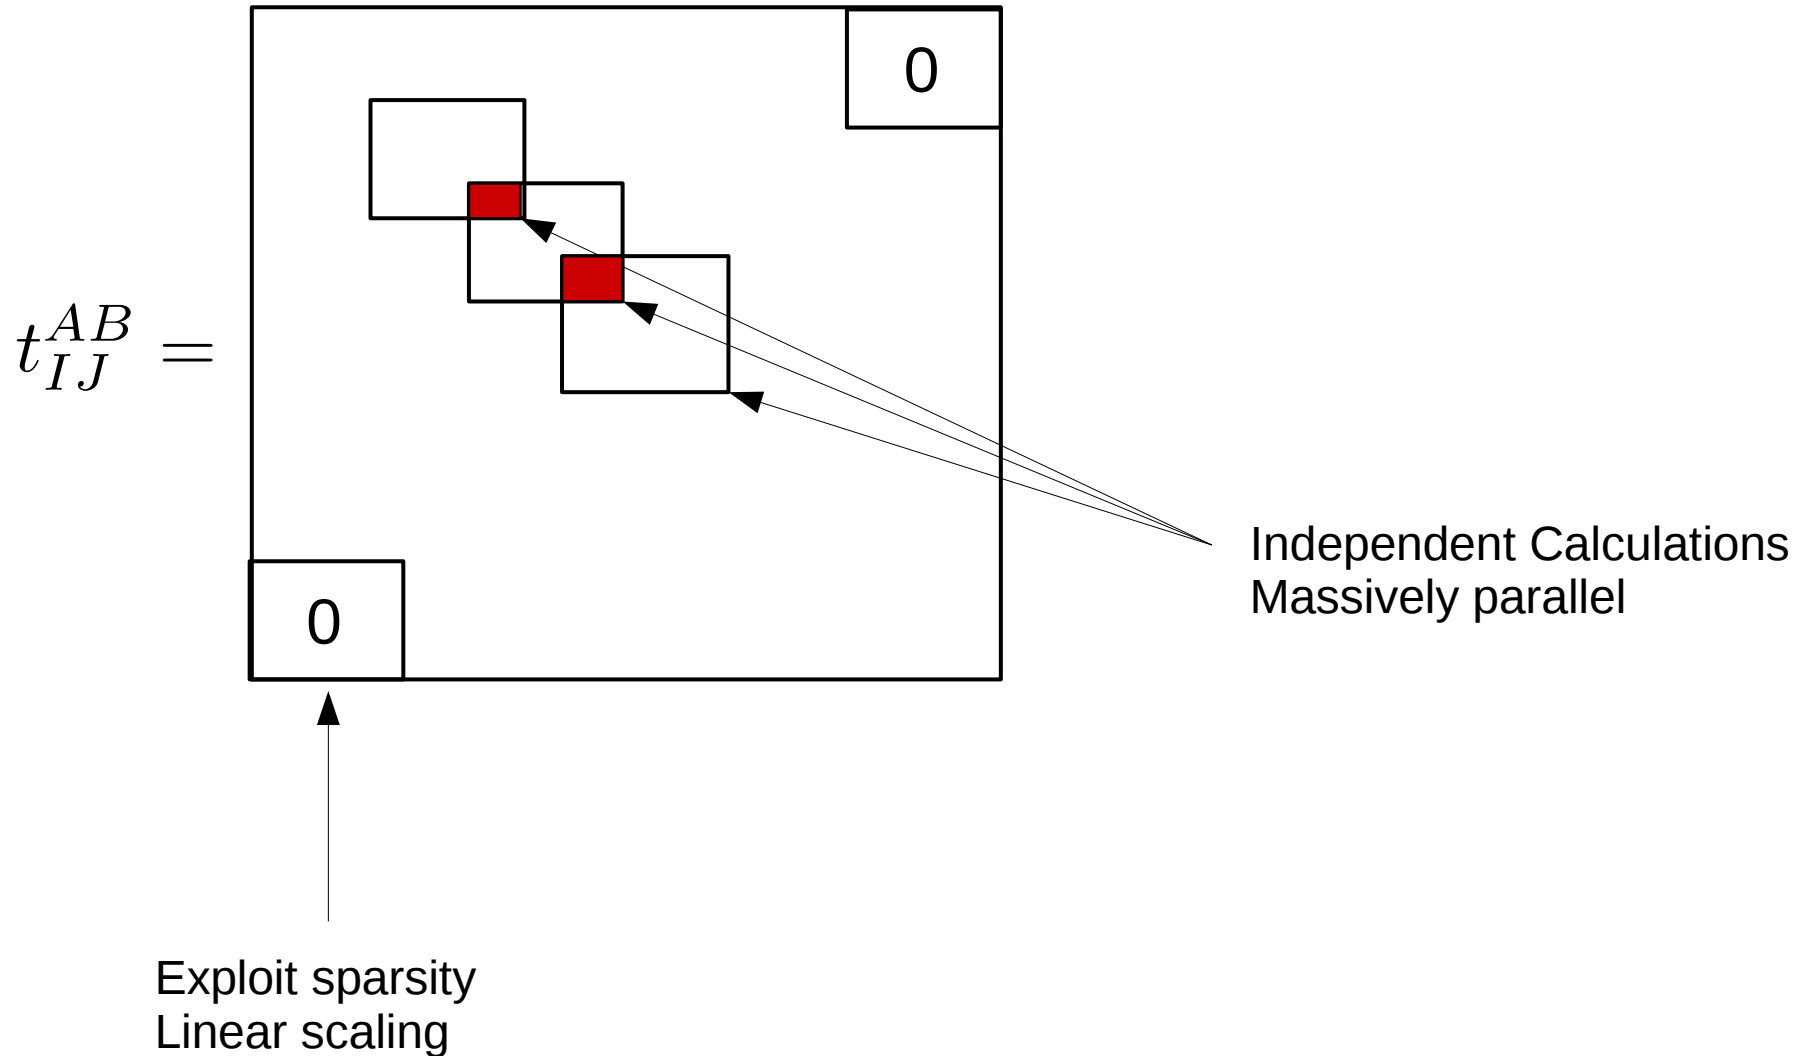 0
t_{IJ}^{AB} =
Independent Calculations
Massively parallel
0
Exploit sparsity
Linear scaling